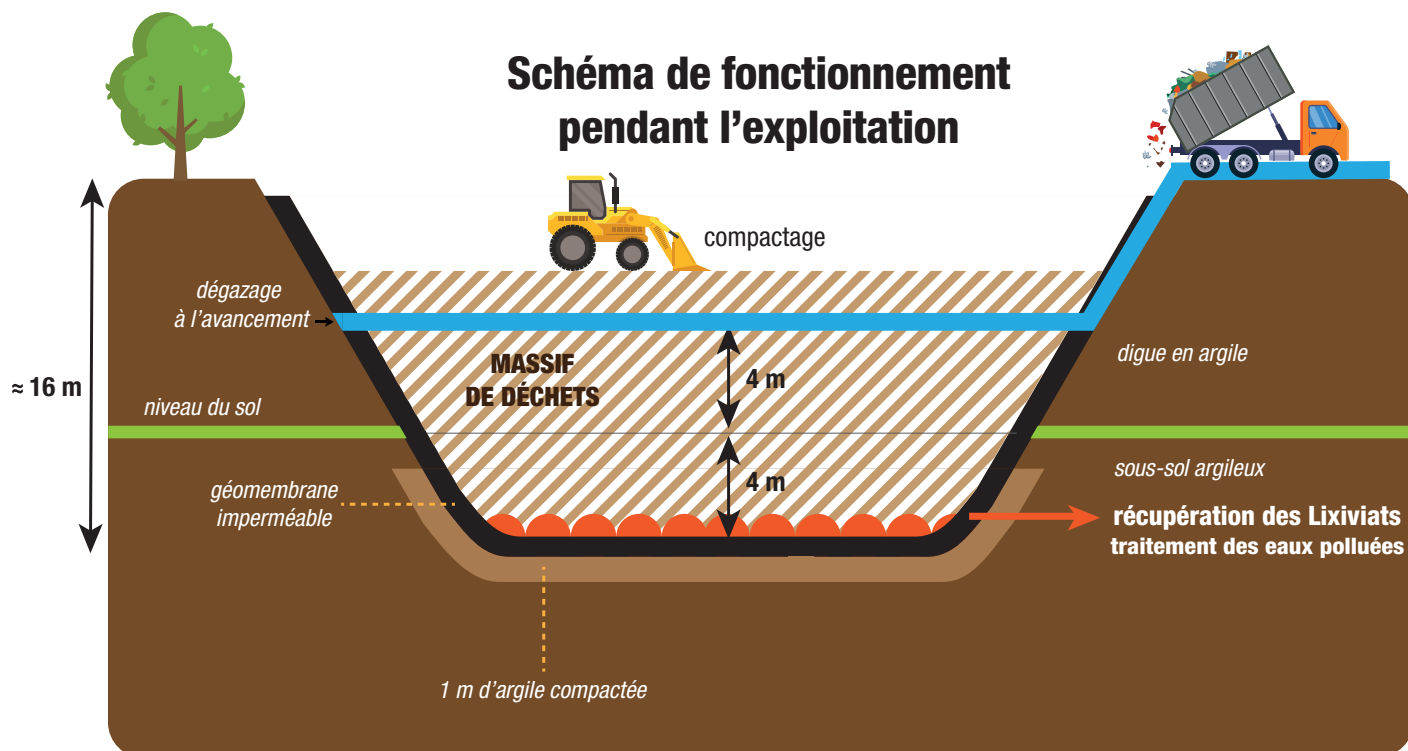 Schéma de fonctionnement
pendant l’exploitation
compactage
dégazage
à l’avancement
MASSIF
DE DÉCHETS
4 m
digue en argile
≈ 16 m
niveau du sol
sous-sol argileux
4 m
géomembrane
imperméable
récupération des Lixiviats
traitement des eaux polluées
1 m d’argile compactée